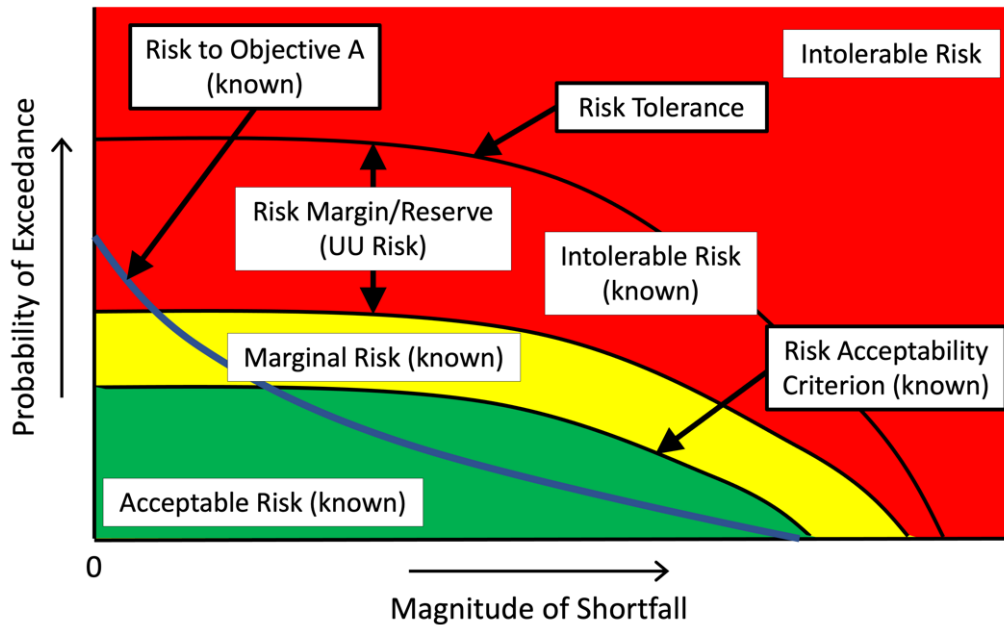 Risk to Objective A
(known)
Intolerable Risk
Risk Tolerance
Risk Margin/Reserve
(UU Risk)
Intolerable Risk
(known)
Marginal Risk (known)
Risk Acceptability
Criterion (known)
Acceptable Risk (known)
Probability of Exceedance
0
Magnitude of Shortfall